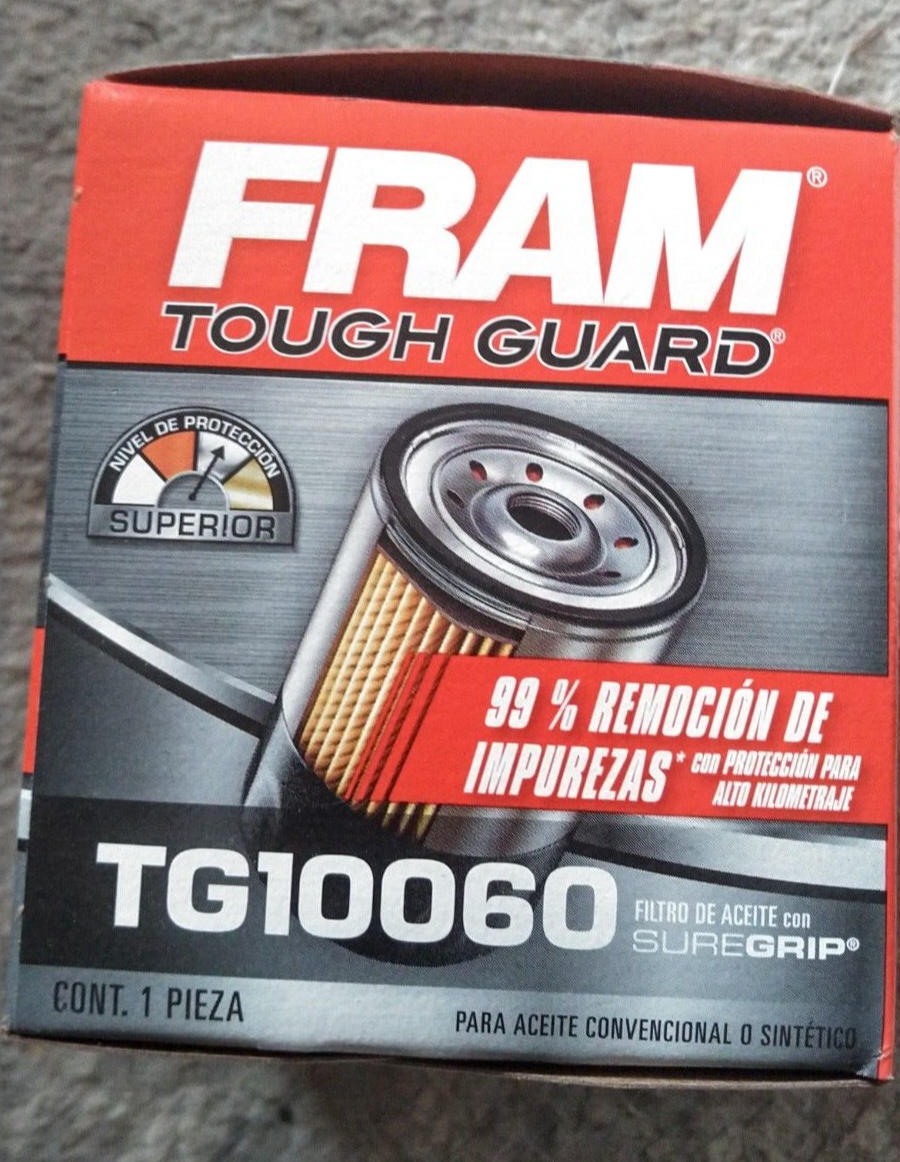 FRAM®
TOUGH GUARD®
NIVEL DE PROTECCIÓN
SUPERIOR
99 % REMOCIÓN DE
IMPUREZAS* con PROTECCIÓN PARA
ALTO KILOMETRAJE
TG10060
FILTRO DE ACEITE con
SUREGRIP®
CONT. 1 PIEZA
PARA ACEITE CONVENCIONAL O SINTÉTICO